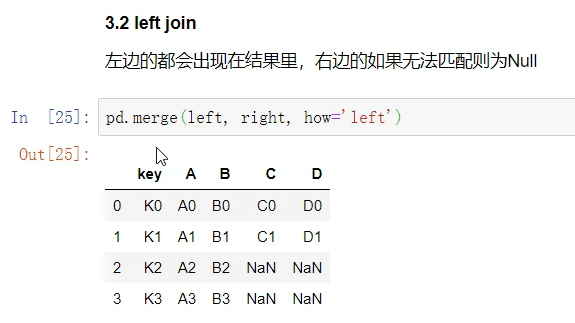 3.2 left join
左边的都会出现在结果里，右边的如果无法匹配则为Null
In [25]: pd.merge(left, right, how='left')
Out[25]:
key A B C D
0 K0 A0 B0 C0 D0
1 K1 A1 B1 C1 D1
2 K2 A2 B2 NaN NaN
3 K3 A3 B3 NaN NaN